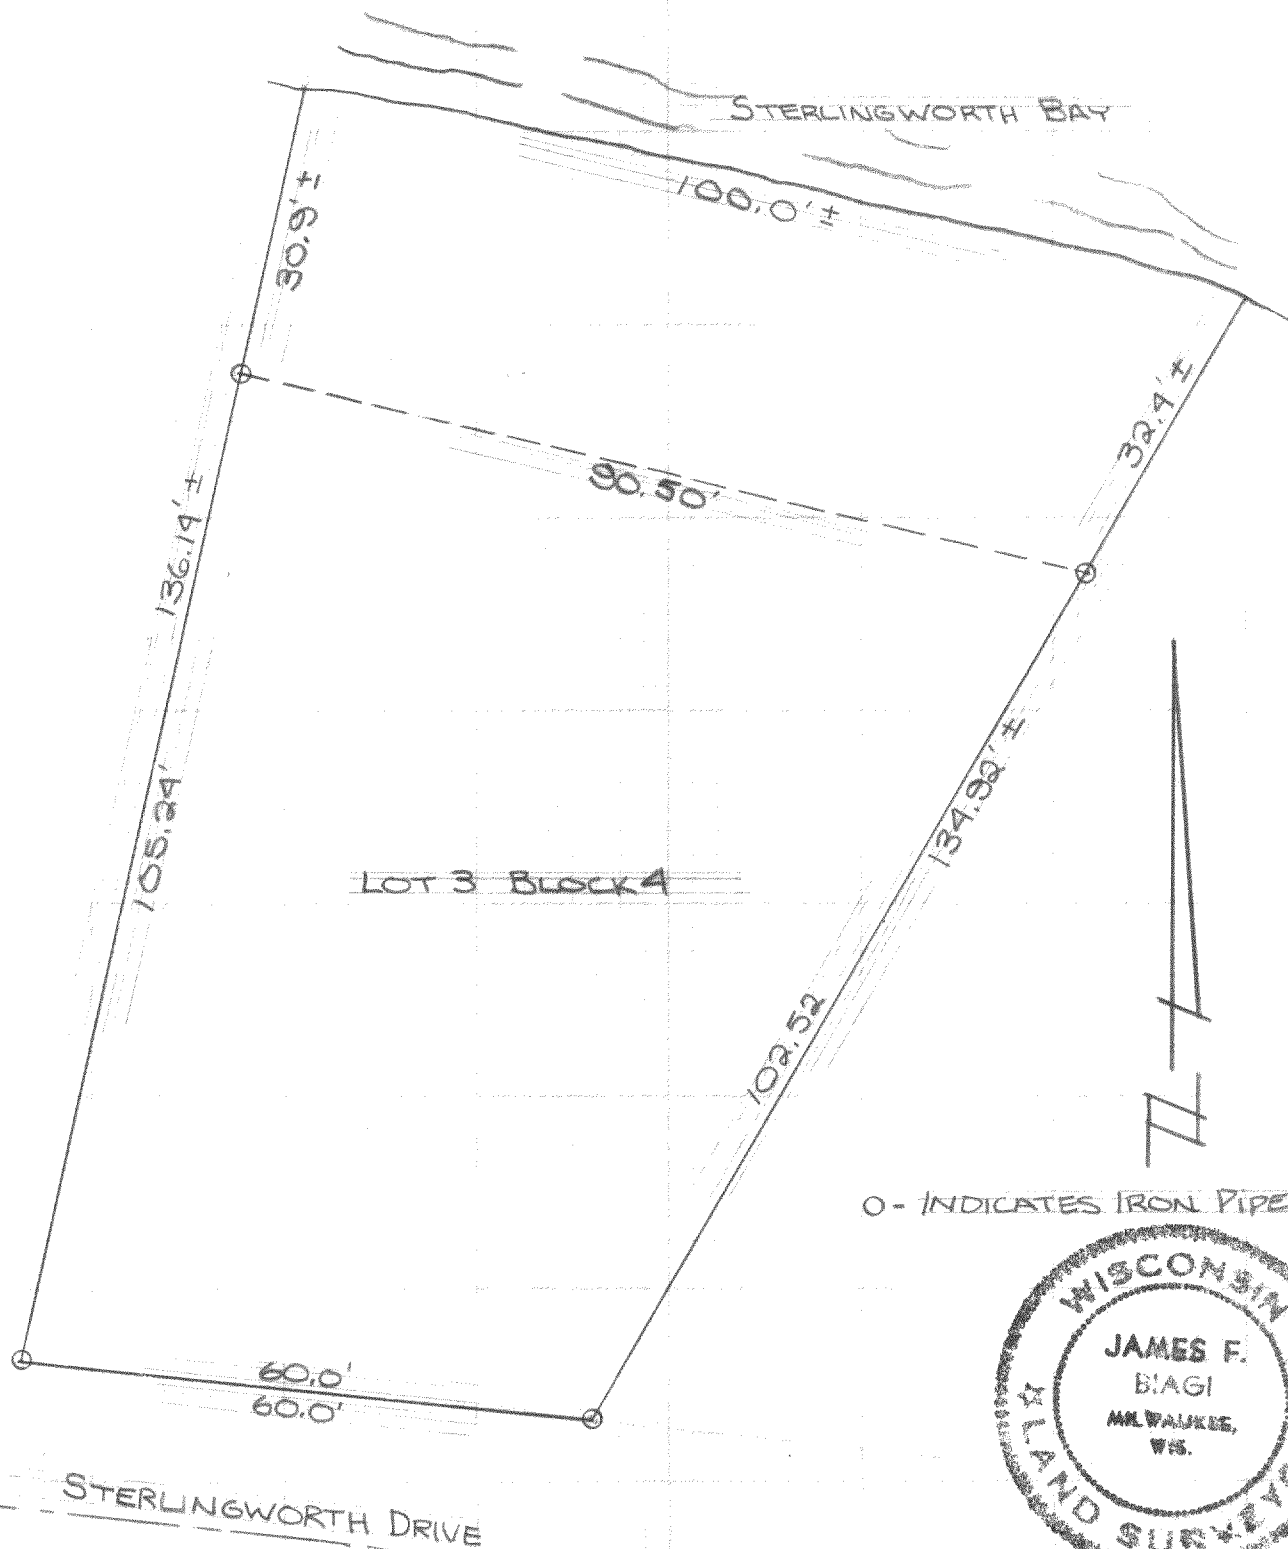 STERLINGWORTH BAY
100.0'±
30.9'±
32.4'±
90.50'
136.14'±
105.24'
134.92'±
LOT 3 BLOCK 4
102.52
N
O- INDICATES IRON PIPE
60.0'
60.0'
STERLINGWORTH DRIVE
WISCONSIN
JAMES F.
BIAGI
MILWAUKEE,
WIS.
LAND SURVEYO